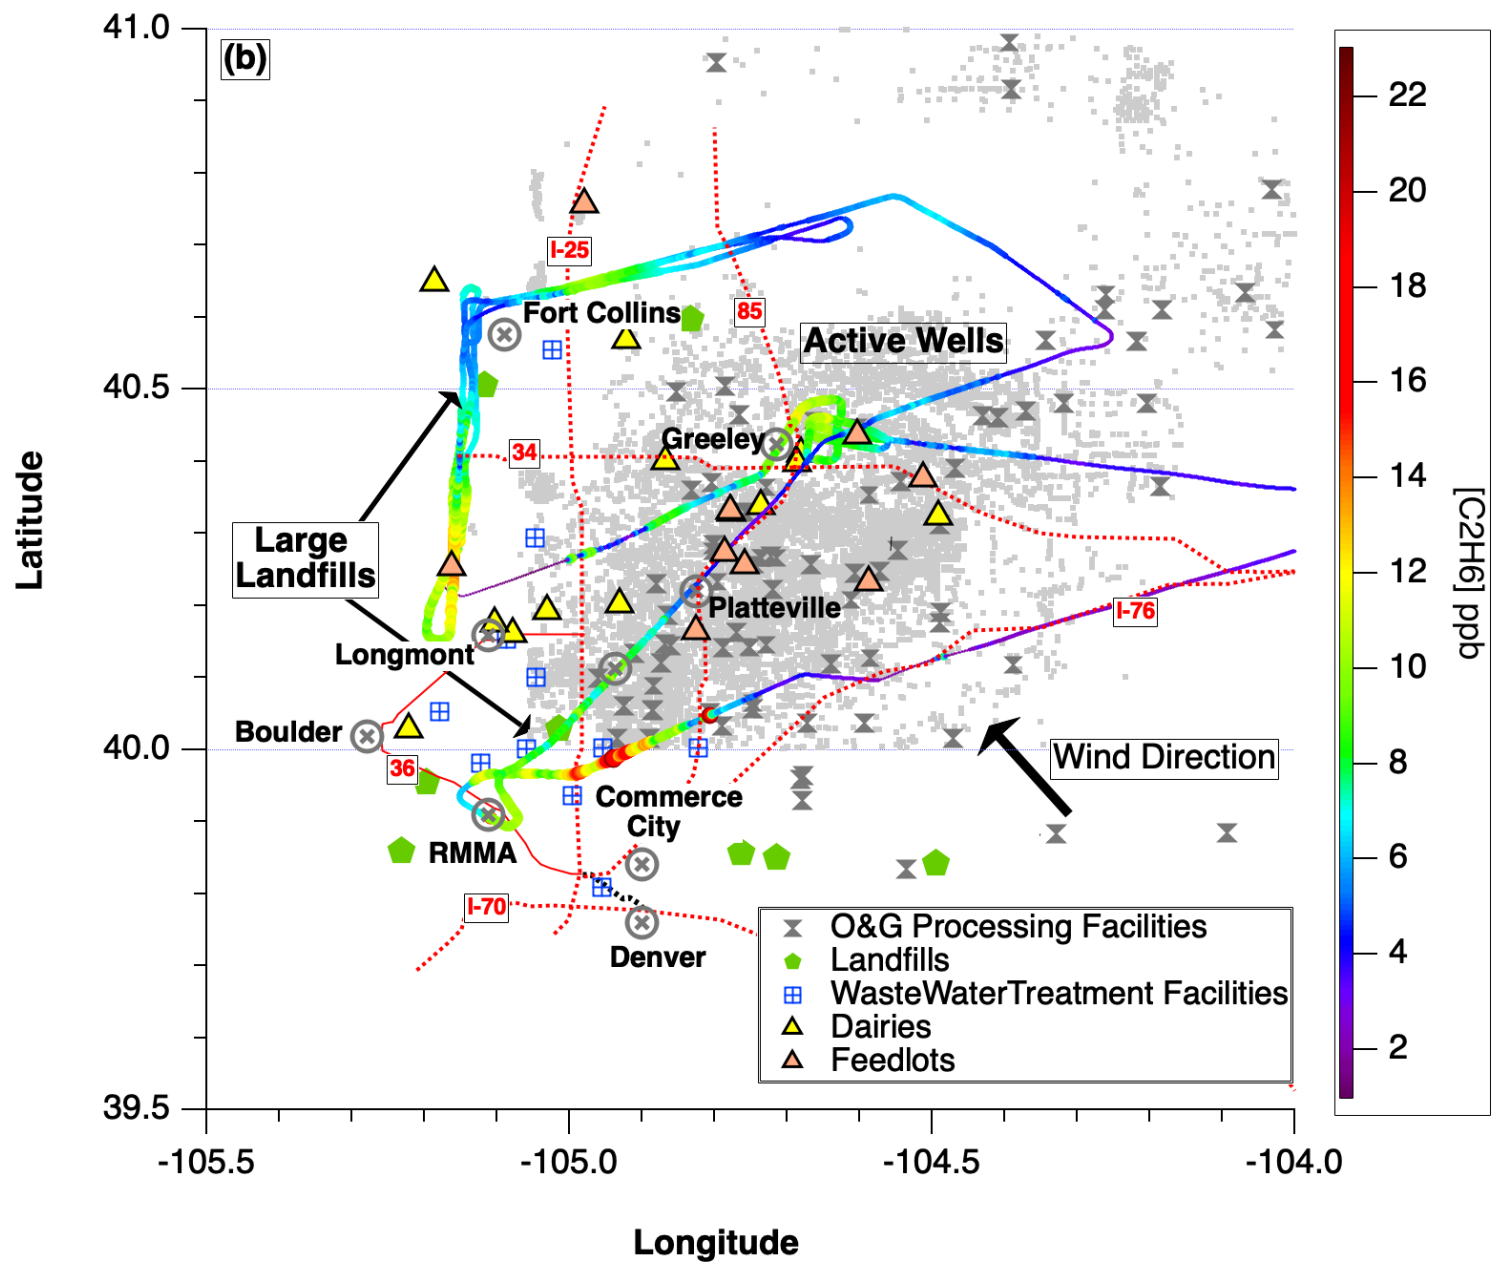 41.0
(b)
22
20
I-25
18
Fort Collins
85
Active Wells
16
40.5
Greeley
34
14
Large
Landfills
12
Platteville
I-76
Longmont
10
Boulder
40.0
Wind Direction
36
8
Commerce
City
RMMA
6
I-70
O&G Processing Facilities
Denver
Landfills
4
WasteWaterTreatment Facilities
Dairies
Feedlots
2
39.5
-105.5
-105.0
-104.5
-104.0
Longitude
Latitude
[C2H6] ppb